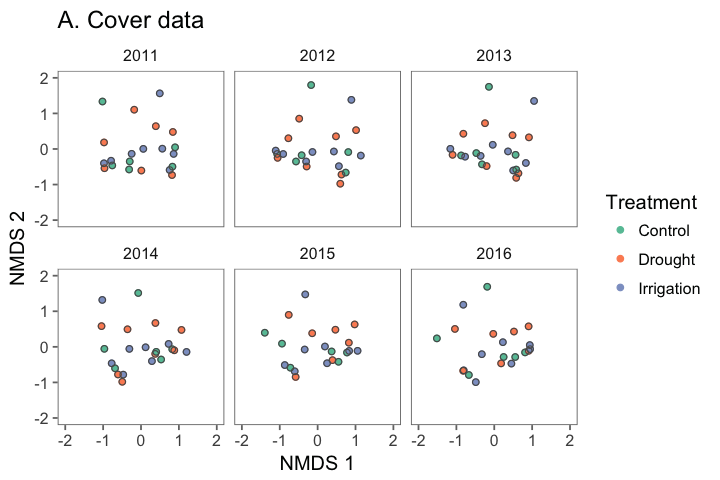 A. Cover data
2011 2012 2013
2
1
0
-1
-2
2014 2015 2016
2
1
0
-1
-2
-2 -1 0 1 2 -2 -1 0 1 2 -2 -1 0 1 2
NMDS 1
NMDS 2
Treatment
Control
Drought
Irrigation